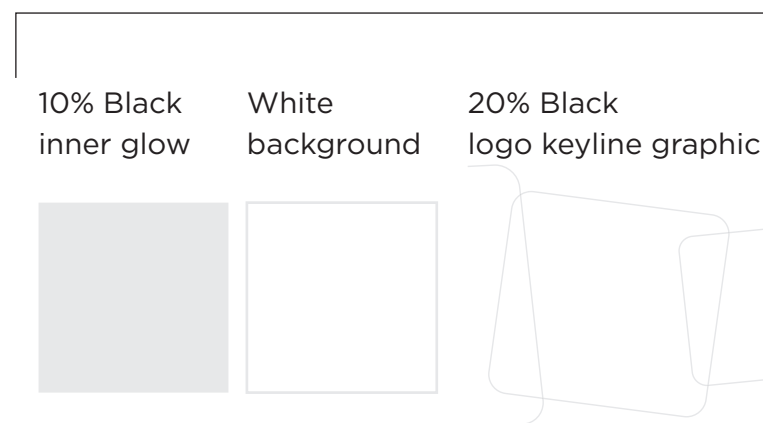 10% Black
inner glow
White
background
20% Black
logo keyline graphic